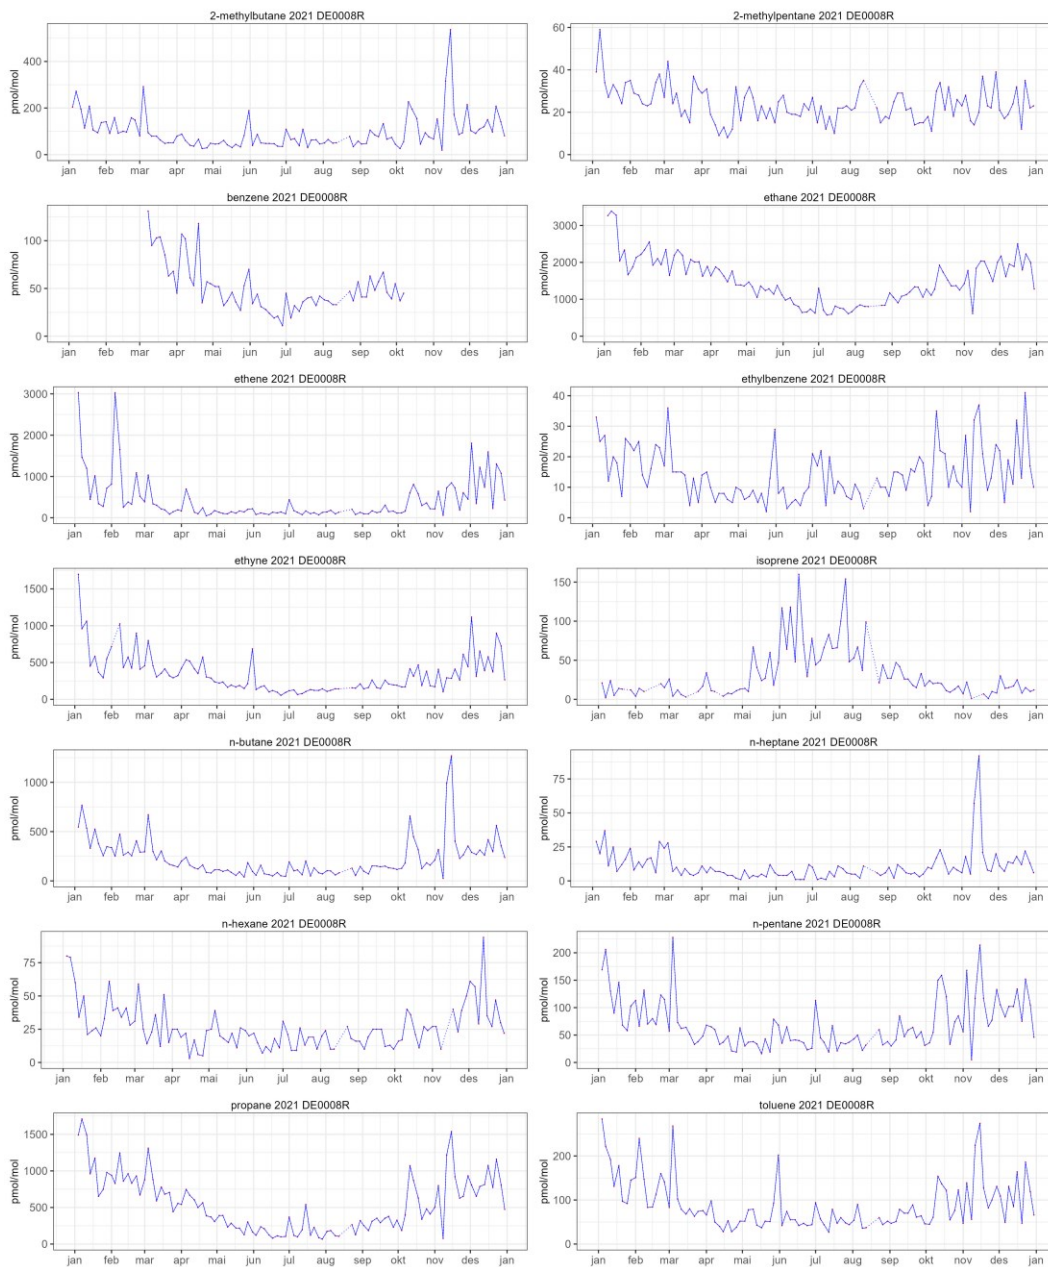 2-methylbutane 2021 DE0008R
pmol/mol
400
200
0
jan feb mar apr mai jun jul aug sep okt nov des jan
2-methylpentane 2021 DE0008R
pmol/mol
60
40
20
0
jan feb mar apr mai jun jul aug sep okt nov des jan
benzene 2021 DE0008R
pmol/mol
100
50
0
jan feb mar apr mai jun jul aug sep okt nov des jan
ethane 2021 DE0008R
pmol/mol
3000
2000
1000
0
jan feb mar apr mai jun jul aug sep okt nov des jan
ethene 2021 DE0008R
pmol/mol
3000
2000
1000
0
jan feb mar apr mai jun jul aug sep okt nov des jan
ethylbenzene 2021 DE0008R
pmol/mol
40
30
20
10
0
jan feb mar apr mai jun jul aug sep okt nov des jan
ethyne 2021 DE0008R
pmol/mol
1500
1000
500
0
jan feb mar apr mai jun jul aug sep okt nov des jan
isoprene 2021 DE0008R
pmol/mol
150
100
50
0
jan feb mar apr mai jun jul aug sep okt nov des jan
n-butane 2021 DE0008R
pmol/mol
1000
500
0
jan feb mar apr mai jun jul aug sep okt nov des jan
n-heptane 2021 DE0008R
pmol/mol
75
50
25
0
jan feb mar apr mai jun jul aug sep okt nov des jan
n-hexane 2021 DE0008R
pmol/mol
75
50
25
0
jan feb mar apr mai jun jul aug sep okt nov des jan
n-pentane 2021 DE0008R
pmol/mol
200
150
100
50
0
jan feb mar apr mai jun jul aug sep okt nov des jan
propane 2021 DE0008R
pmol/mol
1500
1000
500
0
jan feb mar apr mai jun jul aug sep okt nov des jan
toluene 2021 DE0008R
pmol/mol
200
100
0
jan feb mar apr mai jun jul aug sep okt nov des jan